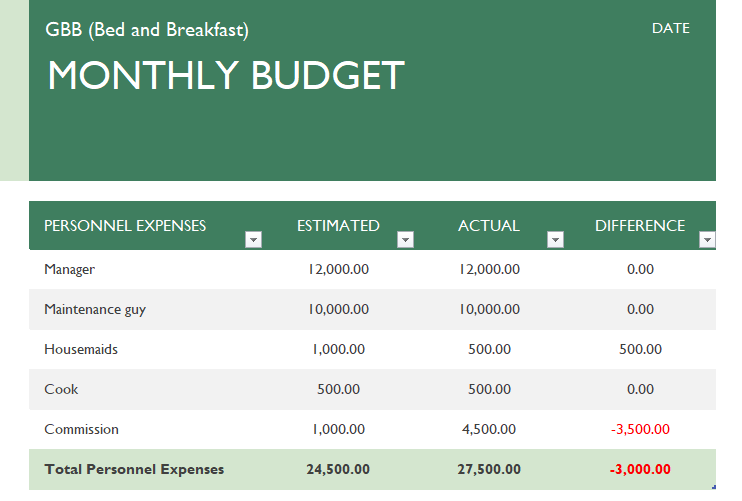 GBB (Bed and Breakfast) DATE
MONTHLY BUDGET
PERSONNEL EXPENSES ESTIMATED ACTUAL DIFFERENCE
Manager 12,000.00 12,000.00 0.00
Maintenance guy 10,000.00 10,000.00 0.00
Housemaids 1,000.00 500.00 500.00
Cook 500.00 500.00 0.00
Commission 1,000.00 4,500.00 -3,500.00
Total Personnel Expenses 24,500.00 27,500.00 -3,000.00